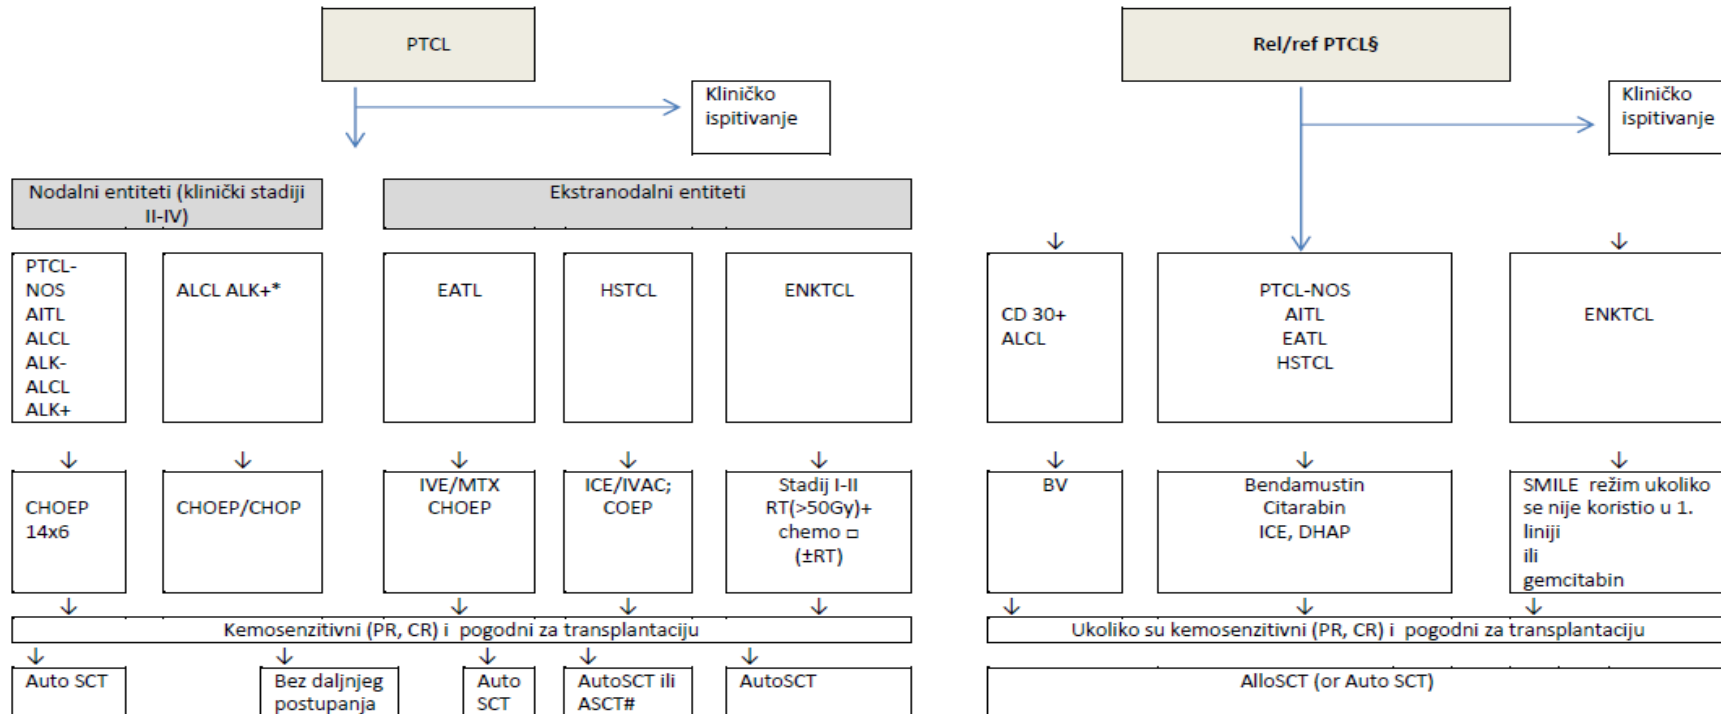 PTCL
Kliničko
ispitivanje
Nodalni entiteti (klinički stadiji
II-IV)
Ekstranodalni entiteti
PTCL-
NOS
AITL
ALCL
ALK-
ALCL
ALK+
ALCL ALK+*
EATL
HSTCL
ENKTCL
CHOEP
14x6
CHOEP/CHOP
IVE/MTX
CHOEP
ICE/IVAC;
COEP
Stadij I-II
RT(>50Gy)+
chemo □
(±RT)
Kemosenzitivni (PR, CR) i pogodni za transplantaciju
Auto SCT
Bez daljnjeg
postupanja
Auto
SCT
AutoSCT ili
ASCT#
AutoSCT
Rel/ref PTCL§
Kliničko
ispitivanje
CD 30+
ALCL
PTCL-NOS
AITL
EATL
HSTCL
ENKTCL
BV
Bendamustin
Citarabin
ICE, DHAP
SMILE režim ukoliko
se nije koristio u 1.
liniji
ili
gemcitabin
Ukoliko su kemosenzitivni (PR, CR) i pogodni za transplantaciju
AlloSCT (or Auto SCT)